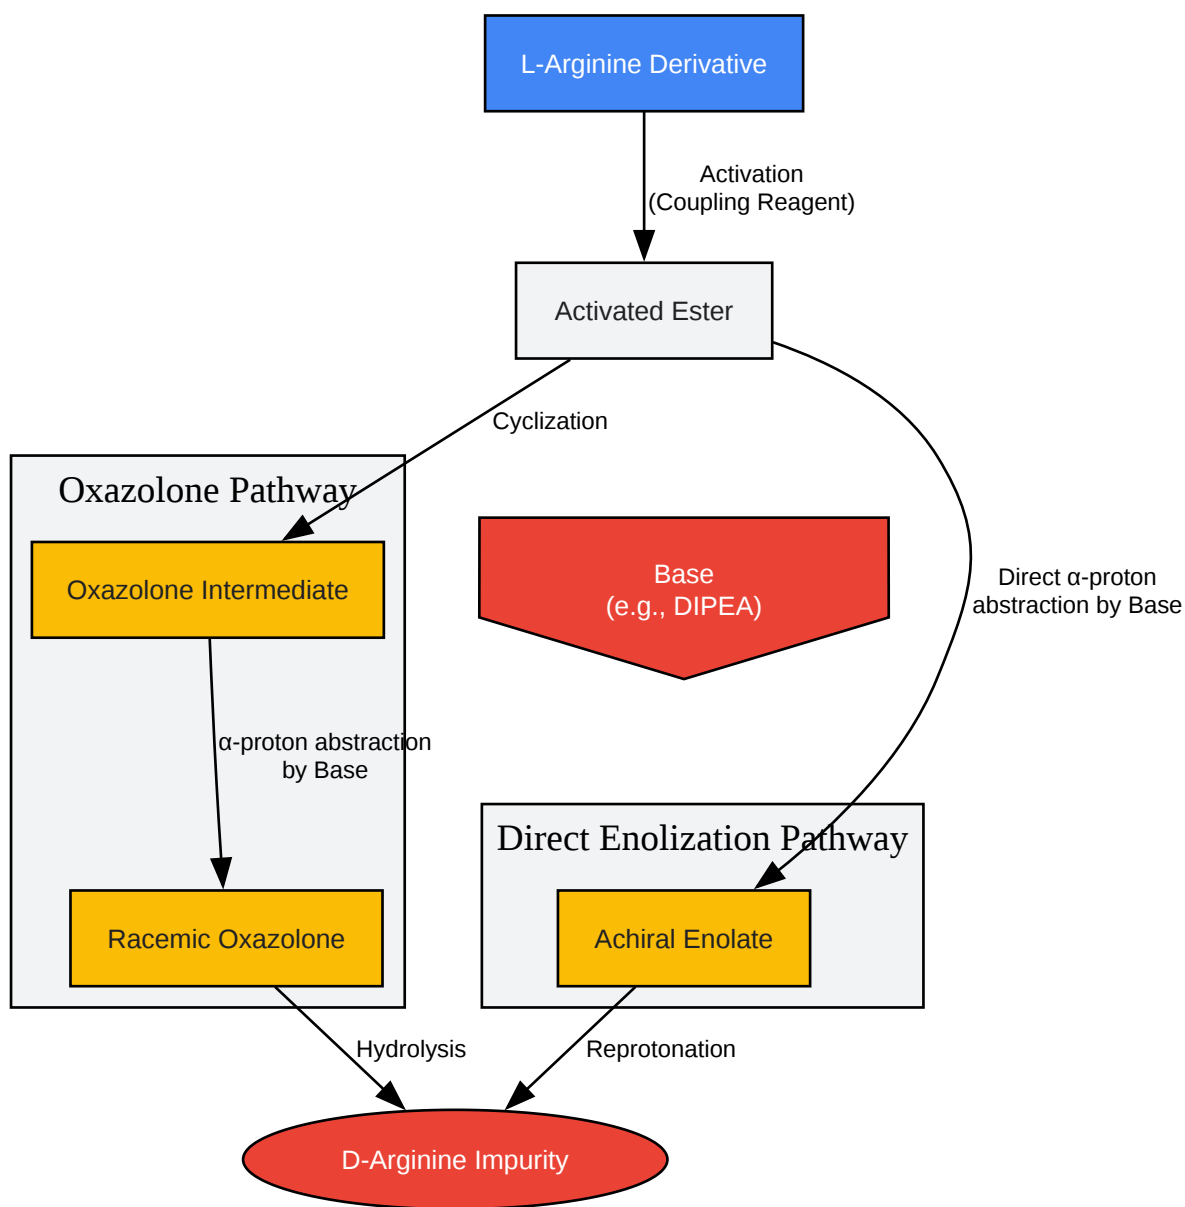 L-Arginine Derivative
Activation
(Coupling Reagent)
Activated Ester
Cyclization
Oxazolone Pathway
Oxazolone Intermediate
Base
(e.g., DIPEA)
Direct α-proton
abstraction by Base
α-proton abstraction
by Base
Direct Enolization Pathway
Racemic Oxazolone
Achiral Enolate
Hydrolysis
Reprotonation
D-Arginine Impurity